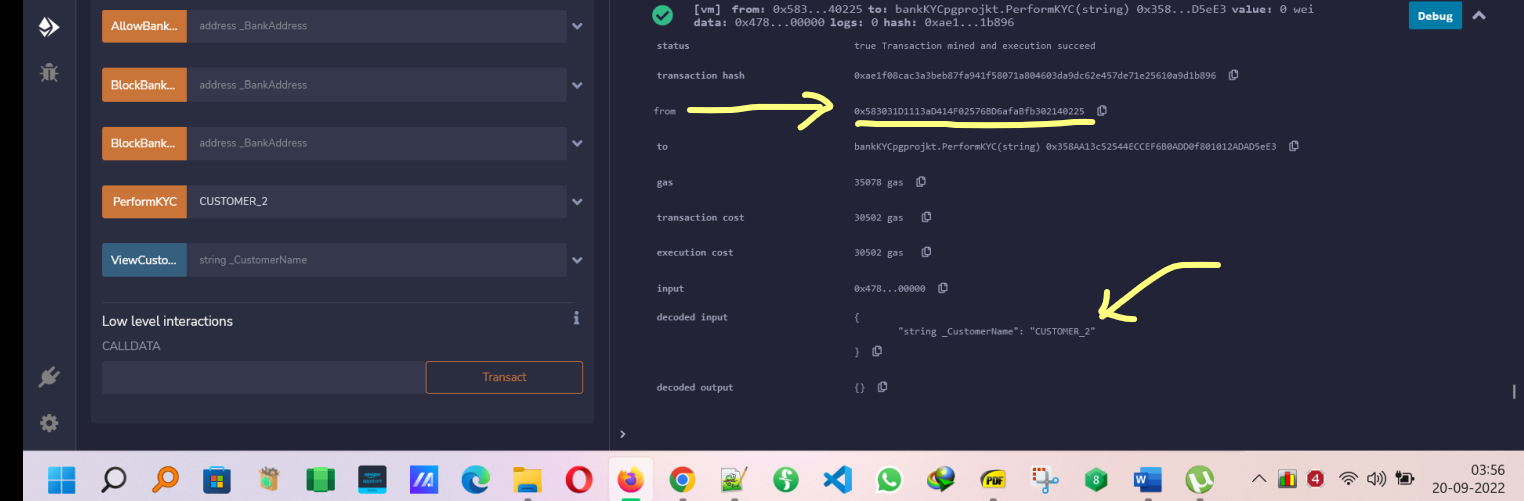 AllowBank...
address _BankAddress
BlockBank...
address _BankAddress
BlockBank...
address _BankAddress
PerformKYC
CUSTOMER_2
ViewCusto...
string _CustomerName
Low level interactions
i
CALLDATA
Transact
[vm] from: 0x583...40225 to: bankKYCpgprojkt.PerformKYC(string) 0x358...D5eE3 value: 0 wei
data: 0x478...00000 logs: 0 hash: 0xae1...1b896
Debug
status
true Transaction mined and execution succeed
transaction hash
0xae1f08cac3a3beb87fa941f58071a804603da9dc62e457de71e25610a9d1b896
from
0x583031D1113aD414F02576BD6afaBfb302140225
to
bankKYCpgprojkt.PerformKYC(string) 0x358AA13c52544ECCEF6B0ADD0f801012ADAD5eE3
gas
35078 gas
transaction cost
30502 gas
execution cost
30502 gas
input
0x478...00000
decoded input
{
"string _CustomerName": "CUSTOMER_2"
}
decoded output
{}
>
PDF
8
W
4
03:56
20-09-2022